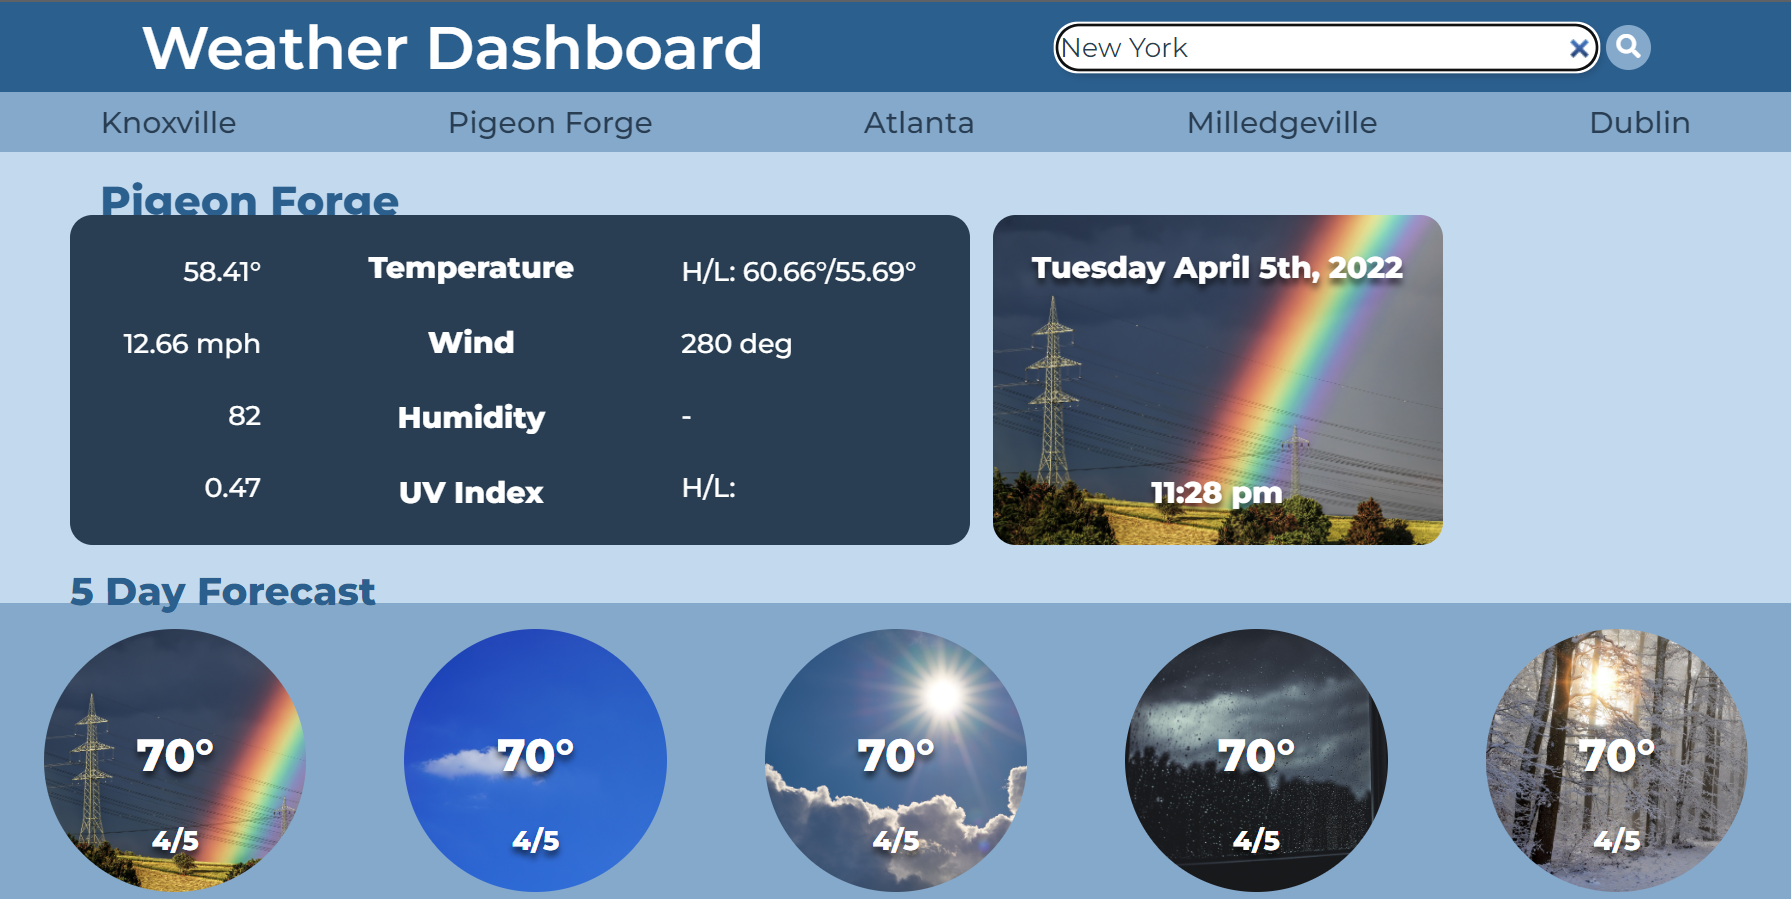 Weather Dashboard
New York
Knoxville Pigeon Forge Atlanta Milledgeville Dublin
Pigeon Forge
58.41° Temperature H/L: 60.66°/55.69°
12.66 mph Wind 280 deg
82 Humidity -
0.47 UV Index H/L:
Tuesday April 5th, 2022
11:28 pm
5 Day Forecast
70° 70° 70° 70° 70°
4/5 4/5 4/5 4/5 4/5